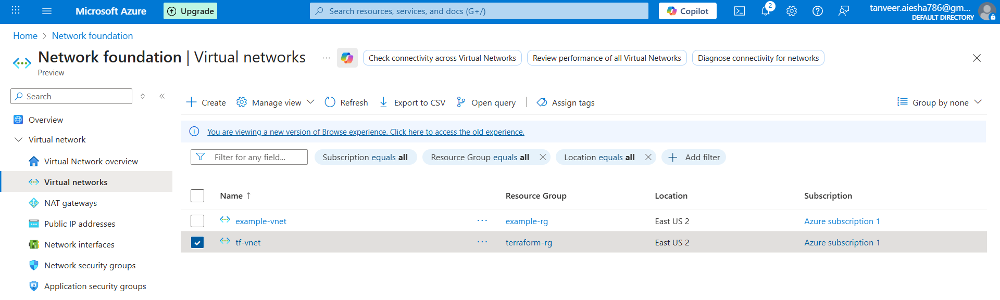 Microsoft Azure
Upgrade
Search resources, services, and docs (G+/)
Copilot
2
tanveer.aiesha786@gm...
DEFAULT DIRECTORY
Home > Network foundation
Network foundation | Virtual networks
...
Check connectivity across Virtual Networks
Review performance of all Virtual Networks
Diagnose connectivity for networks
Preview
Search
Create
Manage view
Refresh
Export to CSV
Open query
Assign tags
Group by none
Overview
Virtual network
Virtual Network overview
Virtual networks
NAT gateways
Public IP addresses
Network interfaces
Network security groups
Application security groups
You are viewing a new version of Browse experience. Click here to access the old experience.
Filter for any field...
Subscription equals all
Resource Group equals all
Location equals all
Add filter
Name ↑ Resource Group Location Subscription
example-vnet ... example-rg East US 2 Azure subscription 1
tf-vnet ... terraform-rg East US 2 Azure subscription 1